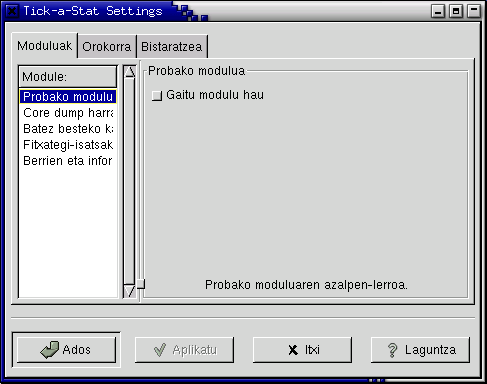 Tick-a-Stat Settings
Moduluak Orokorra Bistaratzea
Module:
Probako modulu
Core dump harra
Batez besteko ka
Fitxategi-isatsak
Berrien eta infor
Probako modulua
Gaitu modulu hau
Probako moduluaren azalpen-lerroa.
Ados Aplikatu Itxi Laguntza